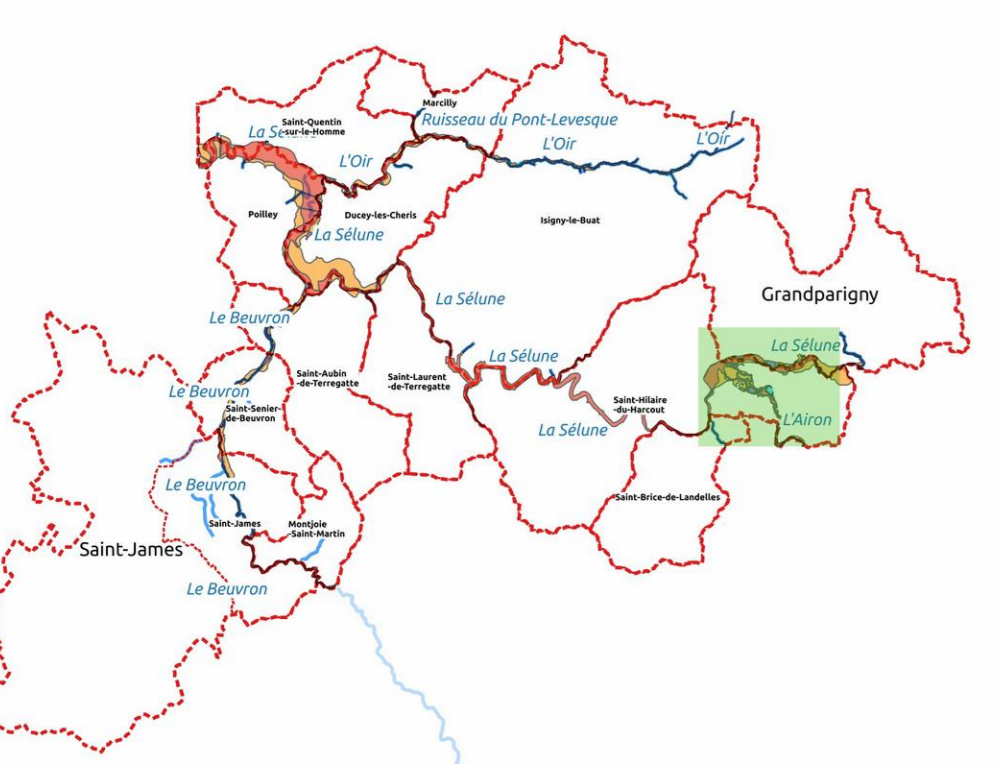 Marcilly
Ruisseau du Pont-Levesque
Saint-Quentin
-sur-le-Homme
La Sé
L'Oir
L'Oir
L'Oir
Poilley
Ducey-les-Cheris
Isigny-le-Buat
La Sélune
Grandparigny
La Sélune
Le Beuvron
La Sélune
La Sélune
Saint-Aubin
-de-Terregatte
Saint-Laurent
-de-Terregatte
Le Beuvron
Saint-Hilaire
-du-Harcout
Saint-Senier-
de-Beuvron
L'Airon
La Sélune
Le Beuvron
Saint-Brice-de-Landelles
Saint-James
Montjoie
-Saint-Martin
Saint-James
Le Beuvron